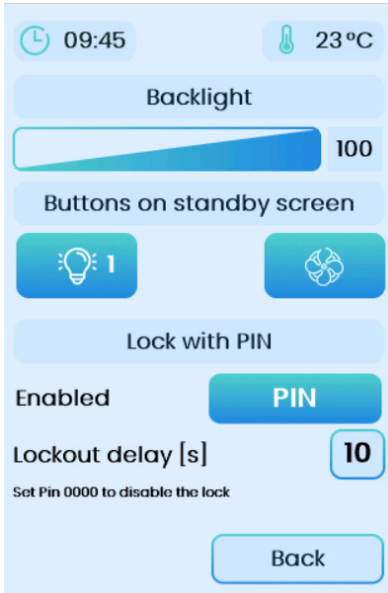 09:45 23°C
Backlight
100
Buttons on standby screen
1
Lock with PIN
Enabled PIN
Lockout delay [s] 10
Set Pin 0000 to disable the lock
Back